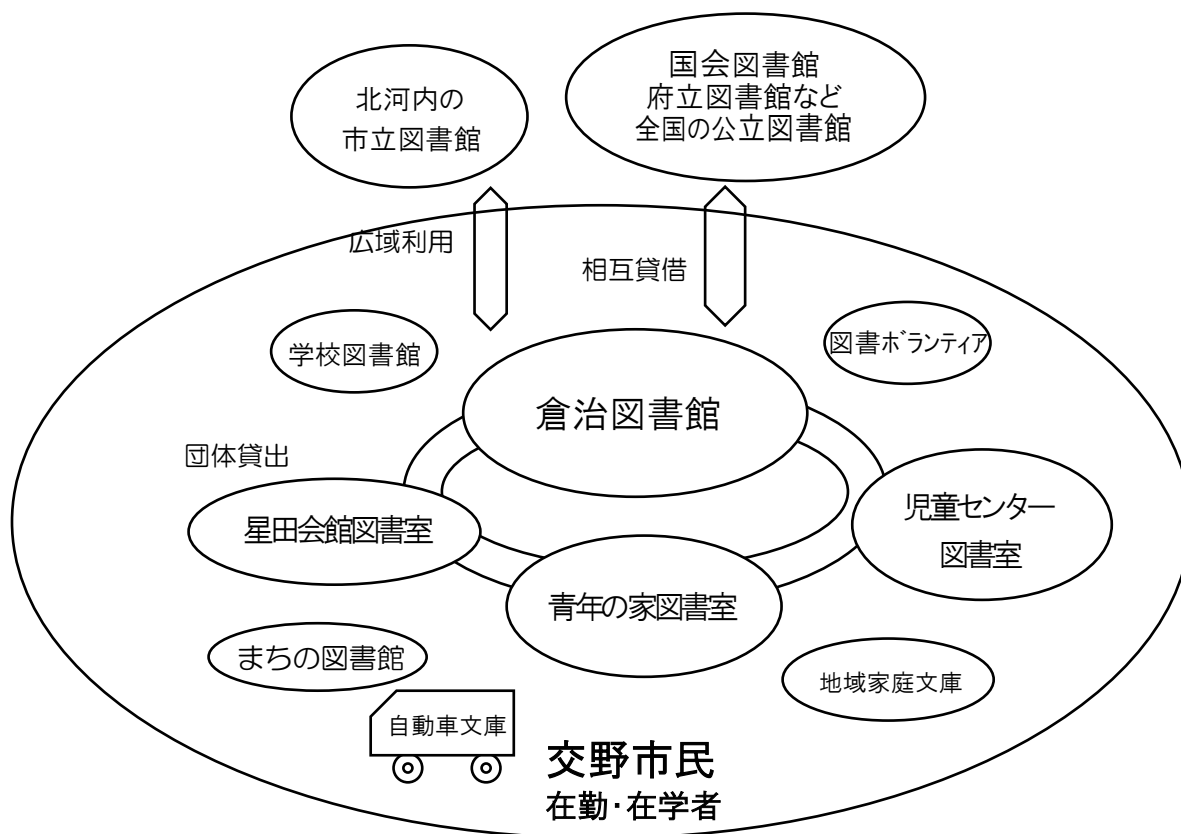 北河内の
市立図書館
国会図書館
府立図書館など
全国の公立図書館
広域利用
相互貸借
学校図書館
図書ボランティア
倉治図書館
団体貸出
星田会館図書室
児童センター
図書室
青年の家図書室
まちの図書館
地域家庭文庫
自動車文庫
交野市民
在勤・在学者